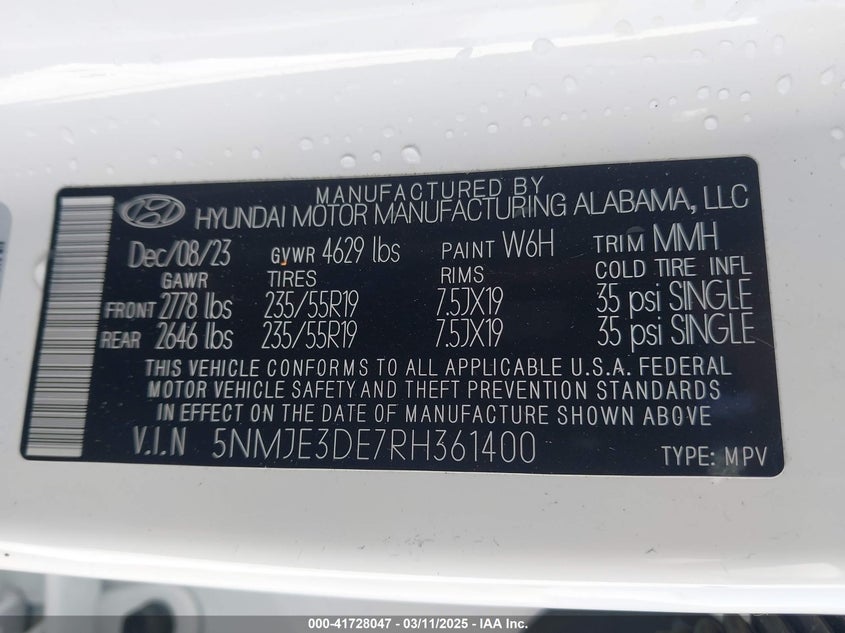 MANUFACTURED BY
HYUNDAI MOTOR MANUFACTURING ALABAMA, LLC
Dec/08/23 GVWR 4629 lbs PAINT W6H TRIM MMH
GAWR TIRES RIMS COLD TIRE INFL
FRONT 2778 lbs 235/55R19 7.5JX19 35 psi SINGLE
REAR 2646 lbs 235/55R19 7.5JX19 35 psi SINGLE
THIS VEHICLE CONFORMS TO ALL APPLICABLE U.S.A. FEDERAL
MOTOR VEHICLE SAFETY AND THEFT PREVENTION STANDARDS
IN EFFECT ON THE DATE OF MANUFACTURE SHOWN ABOVE
V.I.N 5NMJE3DE7RH361400 TYPE: MPV
000-41728047 - 03/11/2025 - IAA Inc.